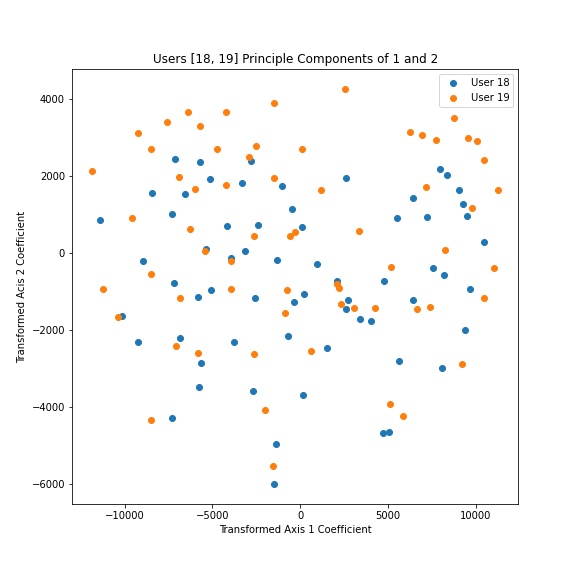 Users [18, 19] Principle Components of 1 and 2
User 18
User 19
4000
2000
0
−2000
−4000
−6000
Transformed Acis 2 Coefficient
−10000
−5000
0
5000
10000
Transformed Axis 1 Coefficient